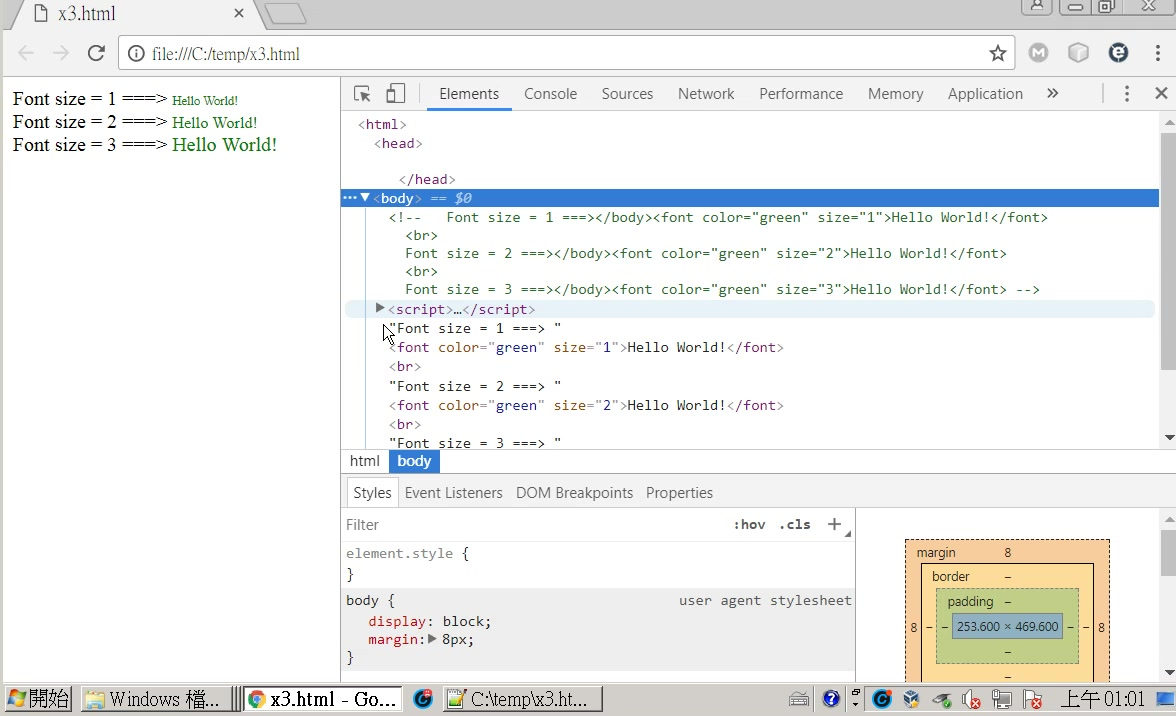 x3.html
file:///C:/temp/x3.html
Font size = 1 ===> Hello World!
Font size = 2 ===> Hello World!
Font size = 3 ===> Hello World!
Elements Console Sources Network Performance Memory Application »
<html>
<head>
</head>
<body> == $0
<!-- Font size = 1 ===></body><font color="green" size="1">Hello World!</font>
<br>
Font size = 2 ===></body><font color="green" size="2">Hello World!</font>
<br>
Font size = 3 ===></body><font color="green" size="3">Hello World!</font> -->
<script>…</script>
"Font size = 1 ===> "
<font color="green" size="1">Hello World!</font>
<br>
"Font size = 2 ===> "
<font color="green" size="2">Hello World!</font>
<br>
"Font size = 3 ===> "
html body
Styles Event Listeners DOM Breakpoints Properties
Filter :hov .cls +
element.style {
}
body { user agent stylesheet
display: block;
margin: 8px;
}
margin 8
border –
padding –
8 – – 253.600 × 469.600 – – 8
–
–
開始 Windows 檔... x3.html - Go... C:\temp\x3.ht... 上午 01:01